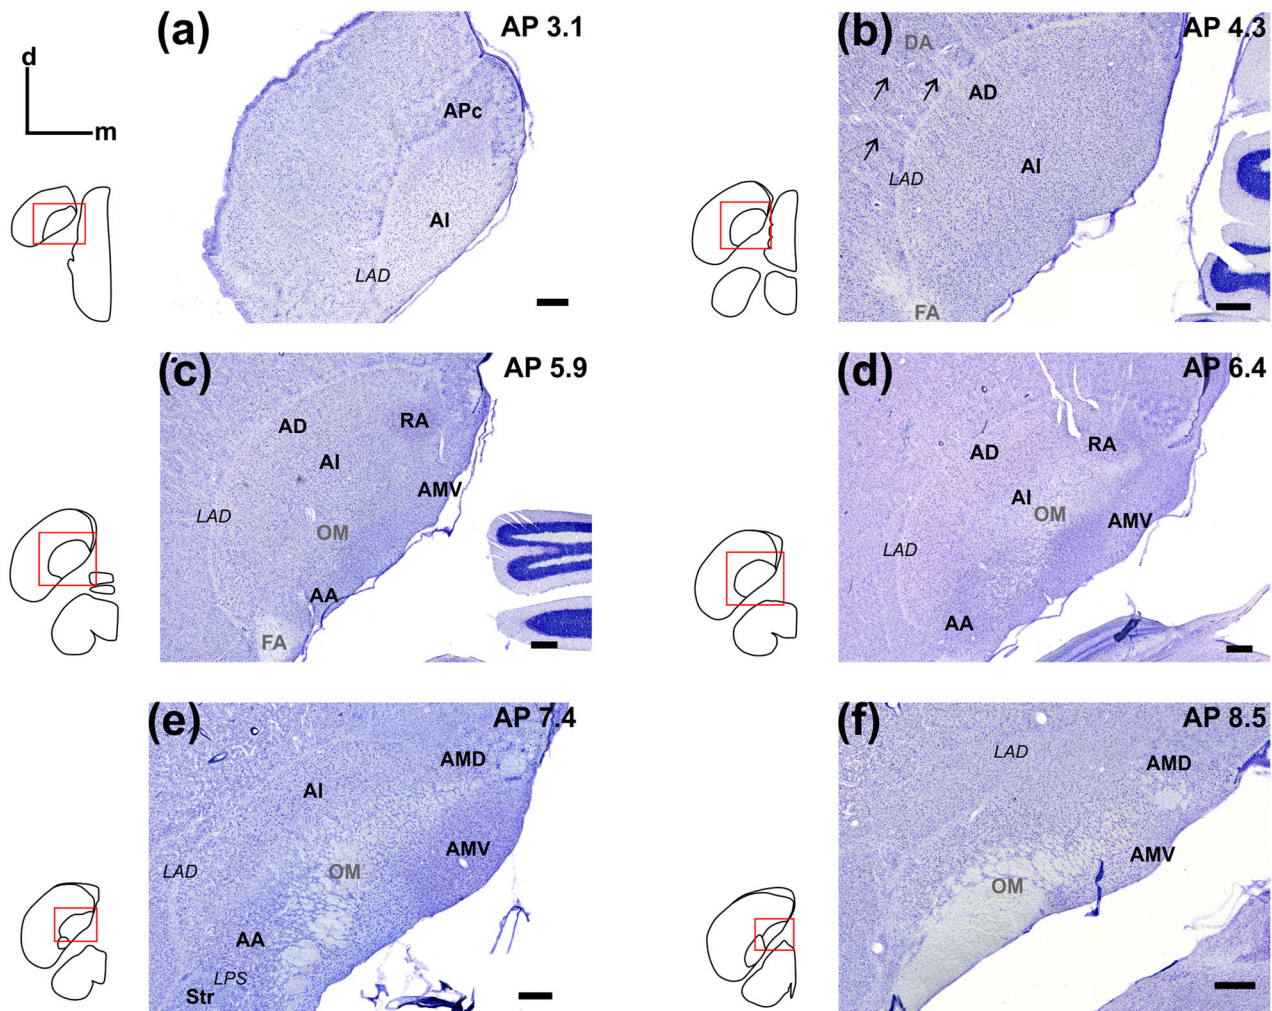 (a) AP 3.1
d
m
APc
AI
LAD
(b) AP 4.3
DA
AD
AI
LAD
FA
(c) AP 5.9
AD
RA
AI
AMV
LAD
OM
AA
FA
(d) AP 6.4
AD
RA
AI
OM
AMV
LAD
AA
(e) AP 7.4
AMD
AI
AMV
LAD
OM
AA
LPS
Str
(f) AP 8.5
LAD
AMD
AMV
OM